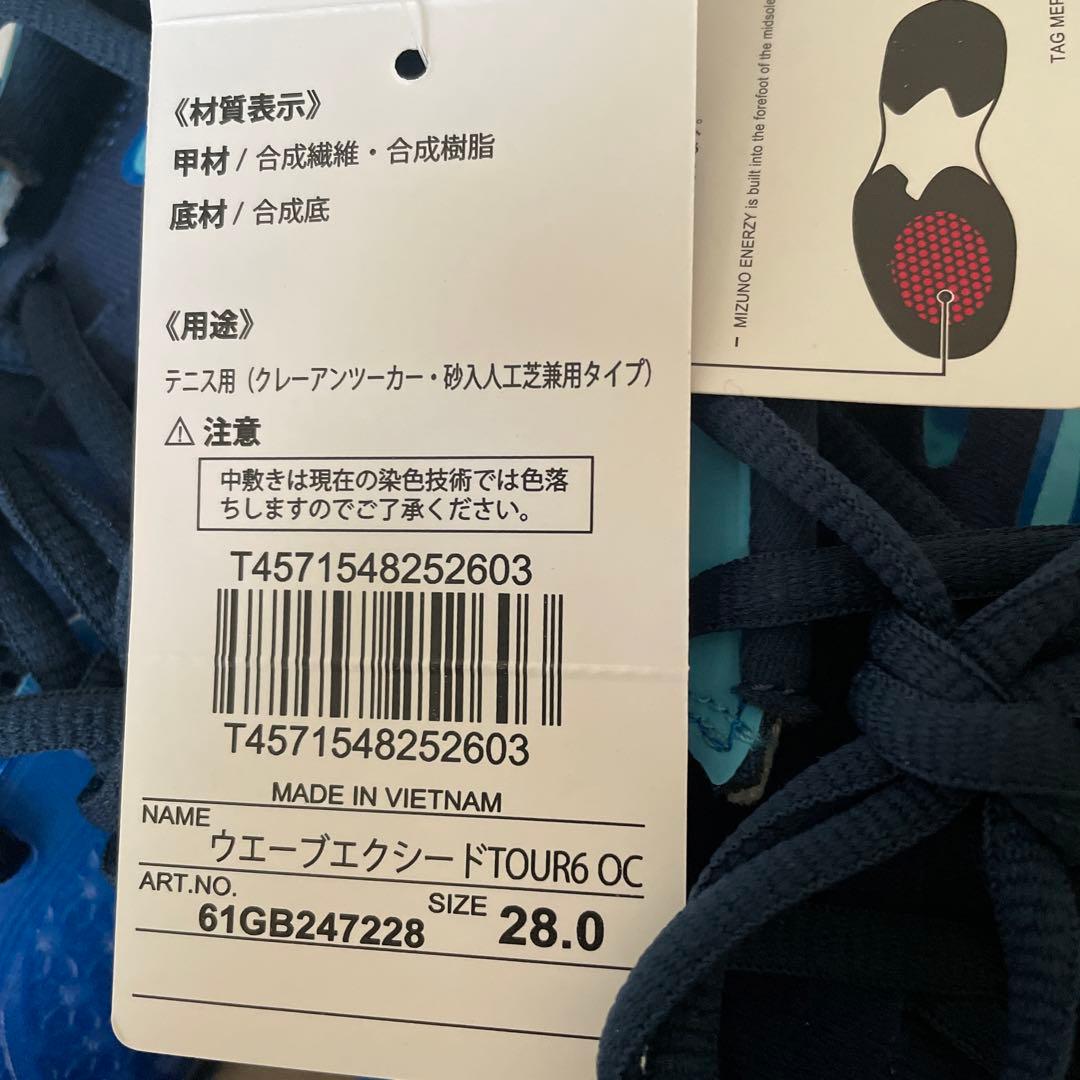 《材質表示》
甲材 / 合成繊維・合成樹脂
底材 / 合成底
《用途》
テニス用（クレーアンツーカー・砂入人工芝兼用タイプ）
⚠ 注意
中敷きは現在の染色技術では色落
ちしますのでご了承ください。
T4571548252603
T4571548252603
MADE IN VIETNAM
NAME
ウエーブエクシードTOUR6 OC
ART.NO.
61GB247228
SIZE 28.0
MIZUNO ENERZY is built into the forefoot of the midsole
TAG MER